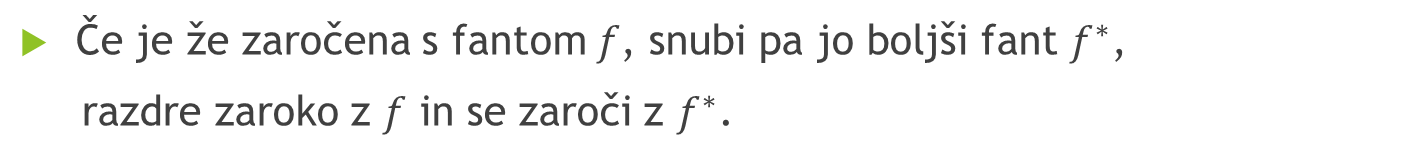 Če je že zaročena s fantom 𝑓, snubi pa jo boljši fant 𝑓*,
razdre zaroko z 𝑓 in se zaroči z 𝑓*.